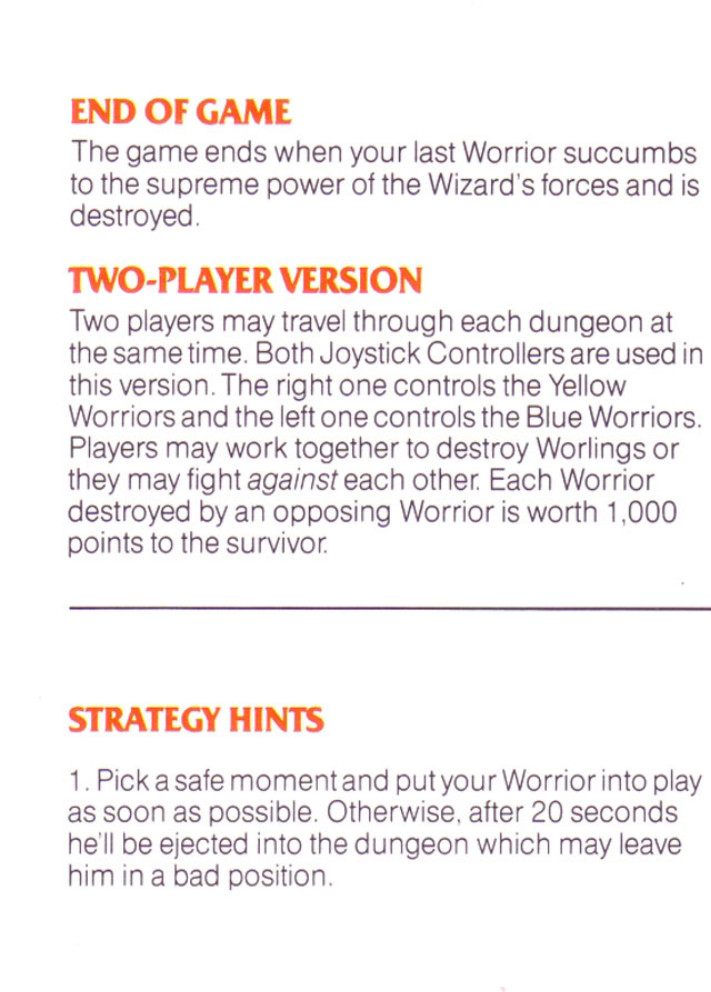 END OF GAME
The game ends when your last Worrior succumbs
to the supreme power of the Wizard's forces and is
destroyed.
TWO-PLAYER VERSION
Two players may travel through each dungeon at
the same time. Both Joystick Controllers are used in
this version. The right one controls the Yellow
Worriors and the left one controls the Blue Worriors.
Players may work together to destroy Worlings or
they may fight against each other. Each Worrior
destroyed by an opposing Worrior is worth 1,000
points to the survivor.
STRATEGY HINTS
1. Pick a safe moment and put your Worrior into play
as soon as possible. Otherwise, after 20 seconds
he'll be ejected into the dungeon which may leave
him in a bad position.